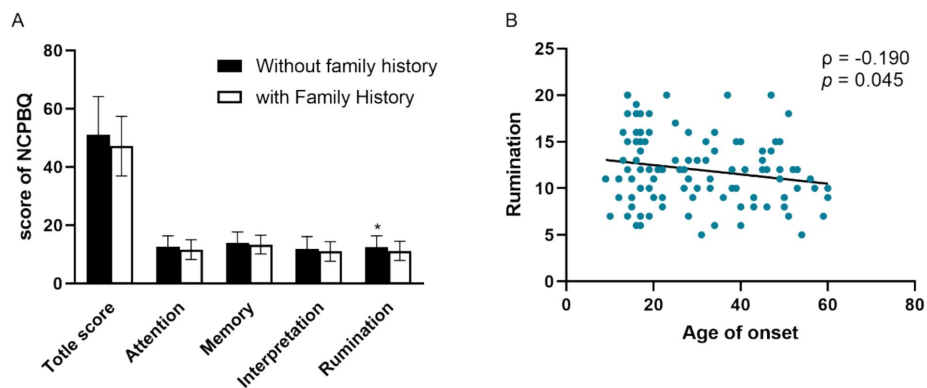 A
score of NCPBQ
80
60
40
20
0
Without family history
with Family History
*
Totle score
Attention
Memory
Interpretation
Rumination
B
Rumination
25
20
15
10
5
0
ρ = -0.190
p = 0.045
0
20
40
60
80
Age of onset